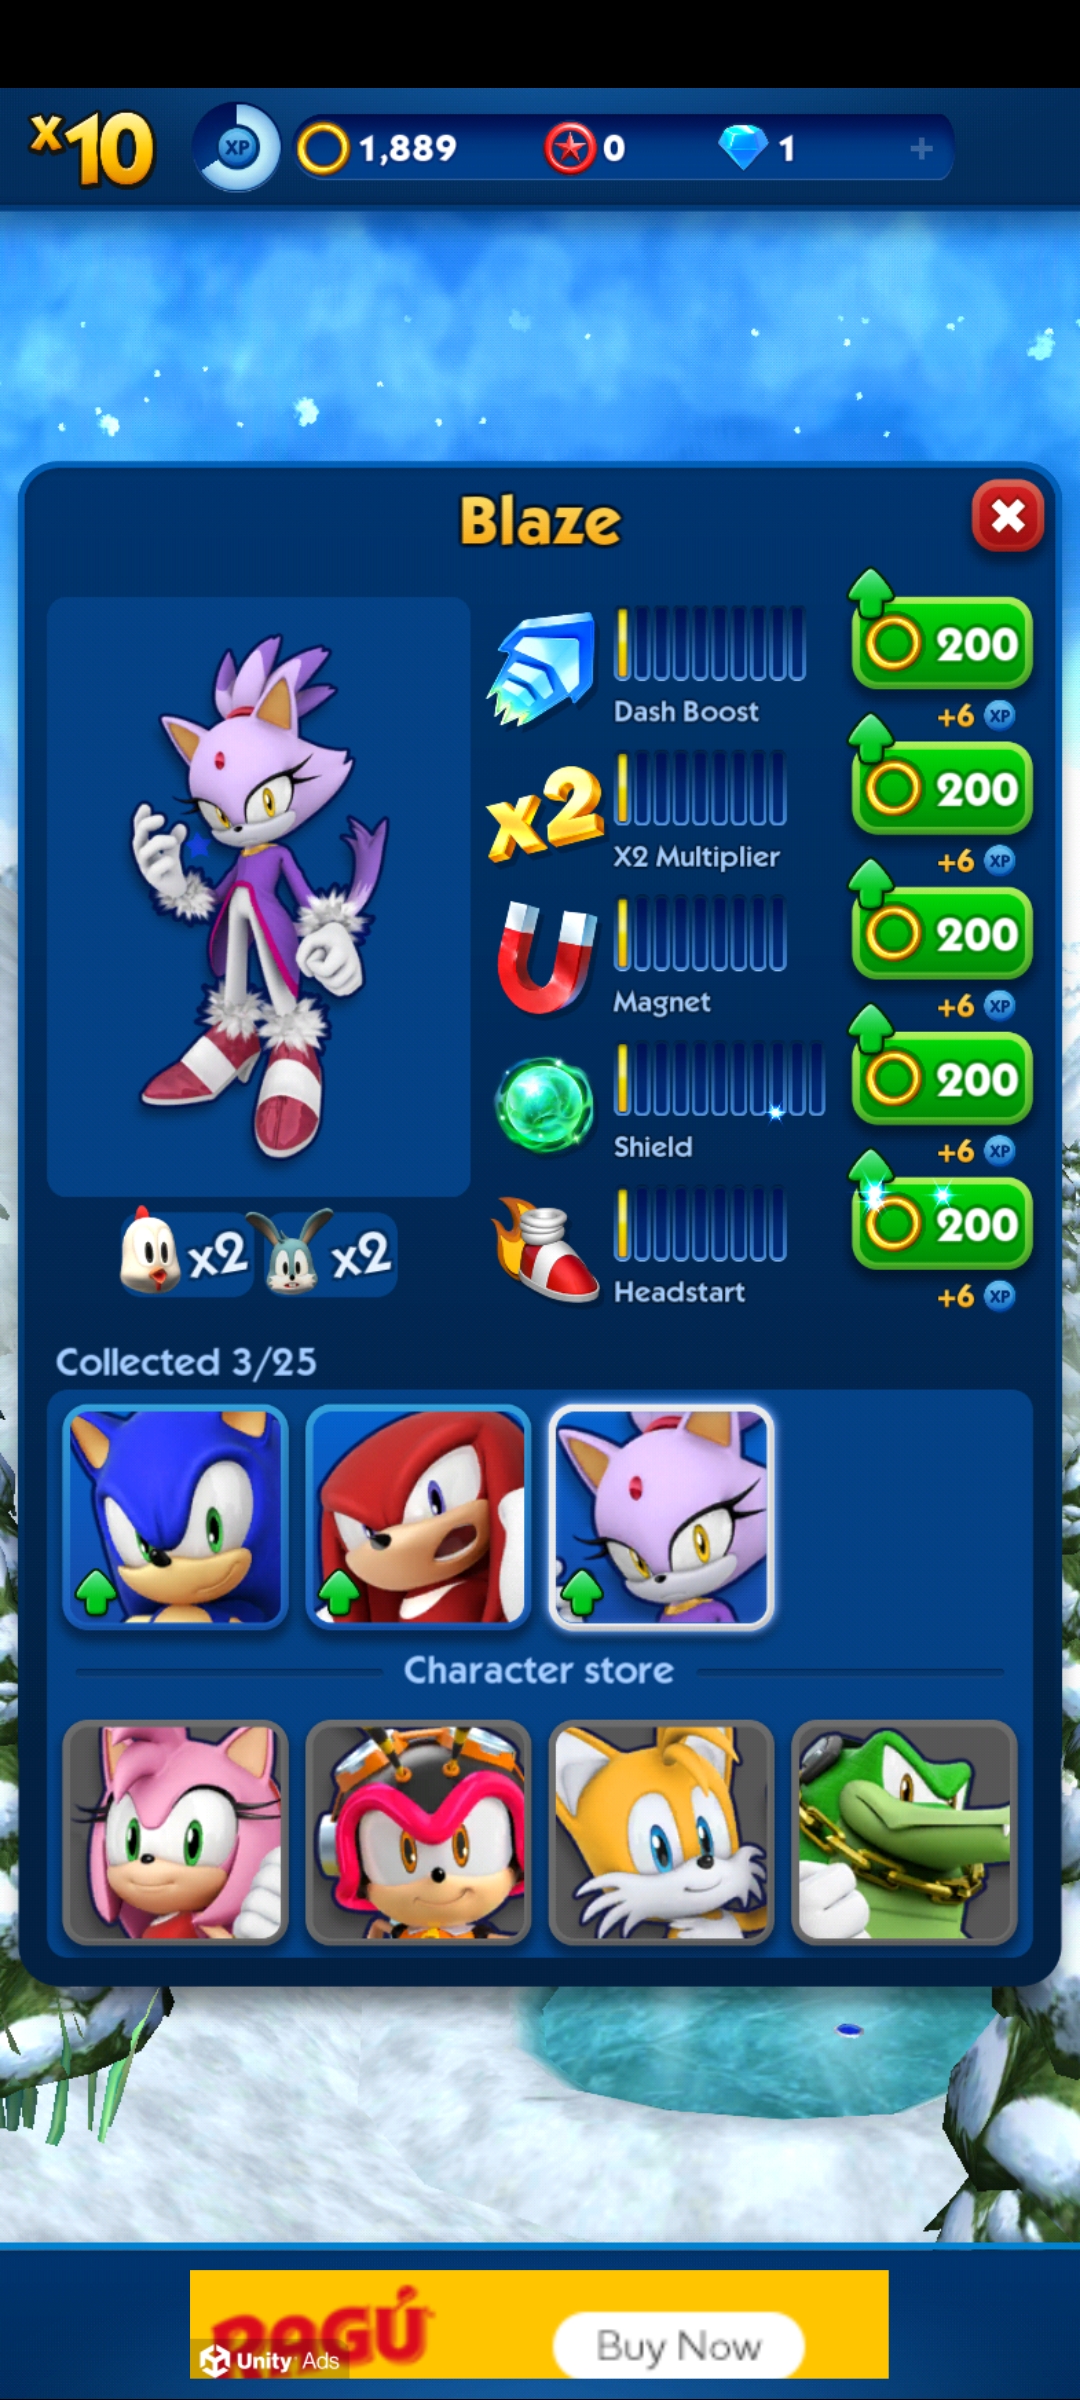 x10
XP
1,889
0
1
+
Blaze
200
Dash Boost
+6 XP
x2
200
X2 Multiplier
+6 XP
200
Magnet
+6 XP
200
Shield
+6 XP
x2
x2
200
Headstart
+6 XP
Collected 3/25
Character store
RAGÚ
Buy Now
Unity Ads